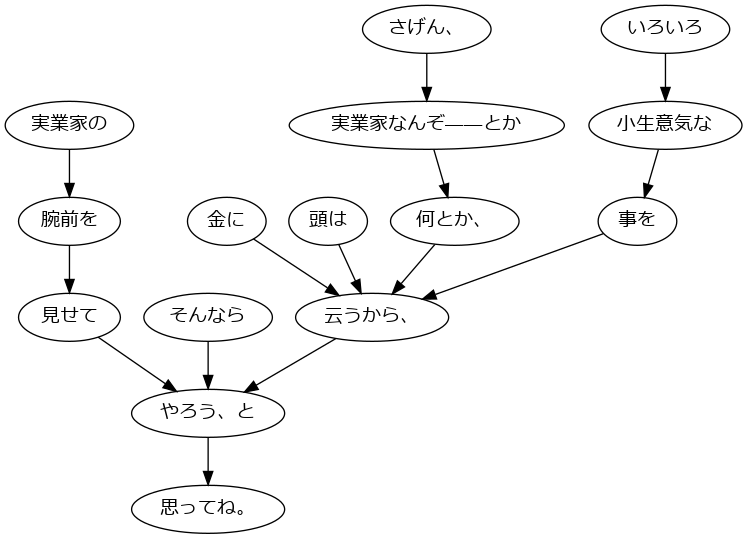 さげん、
いろいろ
実業家の
実業家なんぞ――とか
小生意気な
腕前を
金に
頭は
何とか、
事を
見せて
そんなら
云うから、
やろう、と
思ってね。